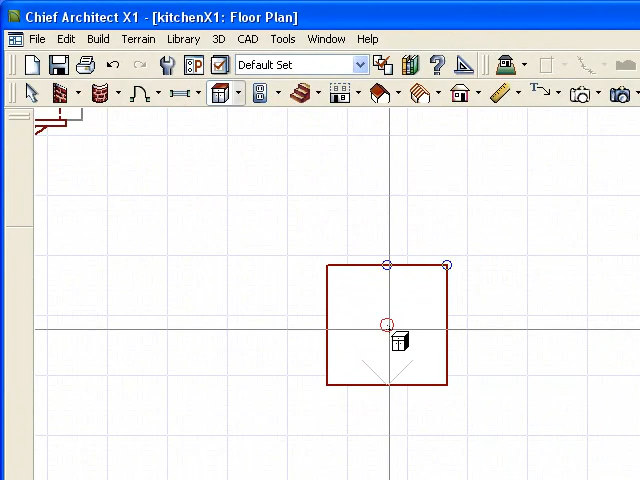 Chief Architect X1 - [kitchenX1: Floor Plan]
File Edit Build Terrain Library 3D CAD Tools Window Help
Default Set